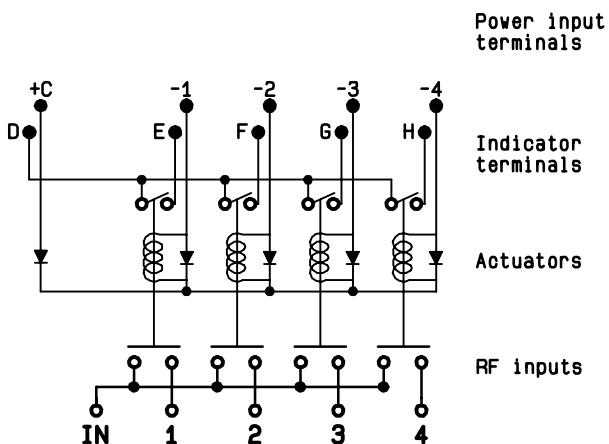 Power input
terminals
+C -1 -2 -3 -4
D E F G H
Indicator
terminals
Actuators
RF inputs
IN 1 2 3 4